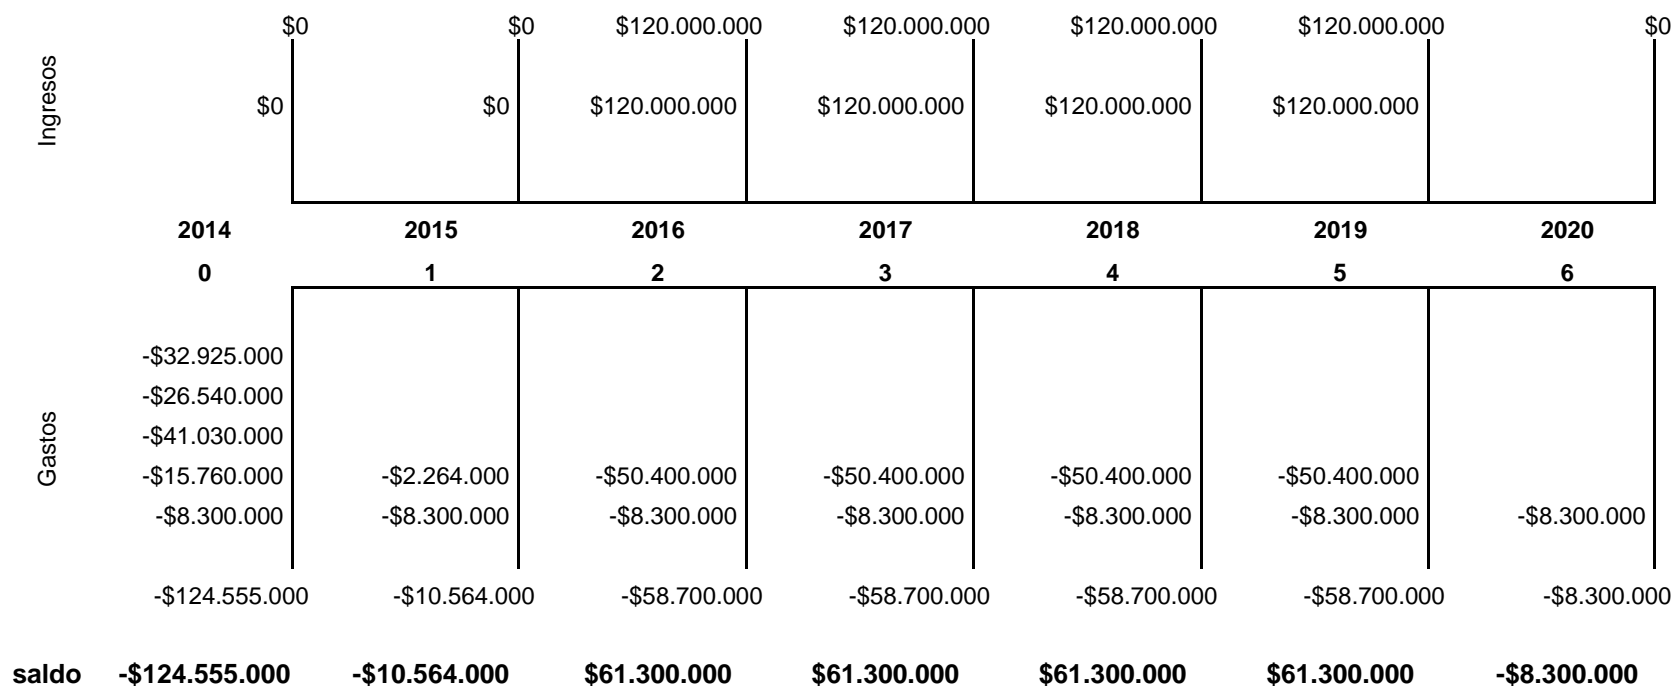 $0 $0 $120.000.000 $120.000.000 $120.000.000 $120.000.000 $0
Ingresos
$0 $0 $120.000.000 $120.000.000 $120.000.000 $120.000.000
2014 2015 2016 2017 2018 2019 2020
0 1 2 3 4 5 6
-$32.925.000
-$26.540.000
-$41.030.000
Gastos
-$15.760.000 -$2.264.000 -$50.400.000 -$50.400.000 -$50.400.000 -$50.400.000
-$8.300.000 -$8.300.000 -$8.300.000 -$8.300.000 -$8.300.000 -$8.300.000 -$8.300.000
-$124.555.000 -$10.564.000 -$58.700.000 -$58.700.000 -$58.700.000 -$58.700.000 -$8.300.000
saldo -$124.555.000 -$10.564.000 $61.300.000 $61.300.000 $61.300.000 $61.300.000 -$8.300.000